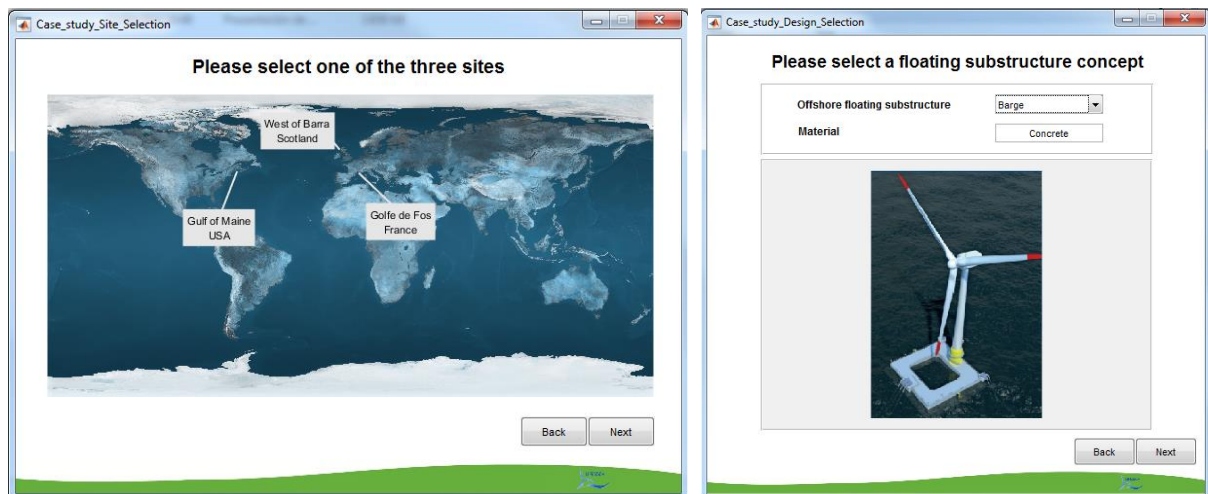 Case_study_Site_Selection
Please select one of the three sites
West of Barra
Scotland
Gulf of Maine
USA
Golfe de Fos
France
Back
Next
Case_study_Design_Selection
Please select a floating substructure concept
Offshore floating substructure
Barge
Material
Concrete
Back
Next